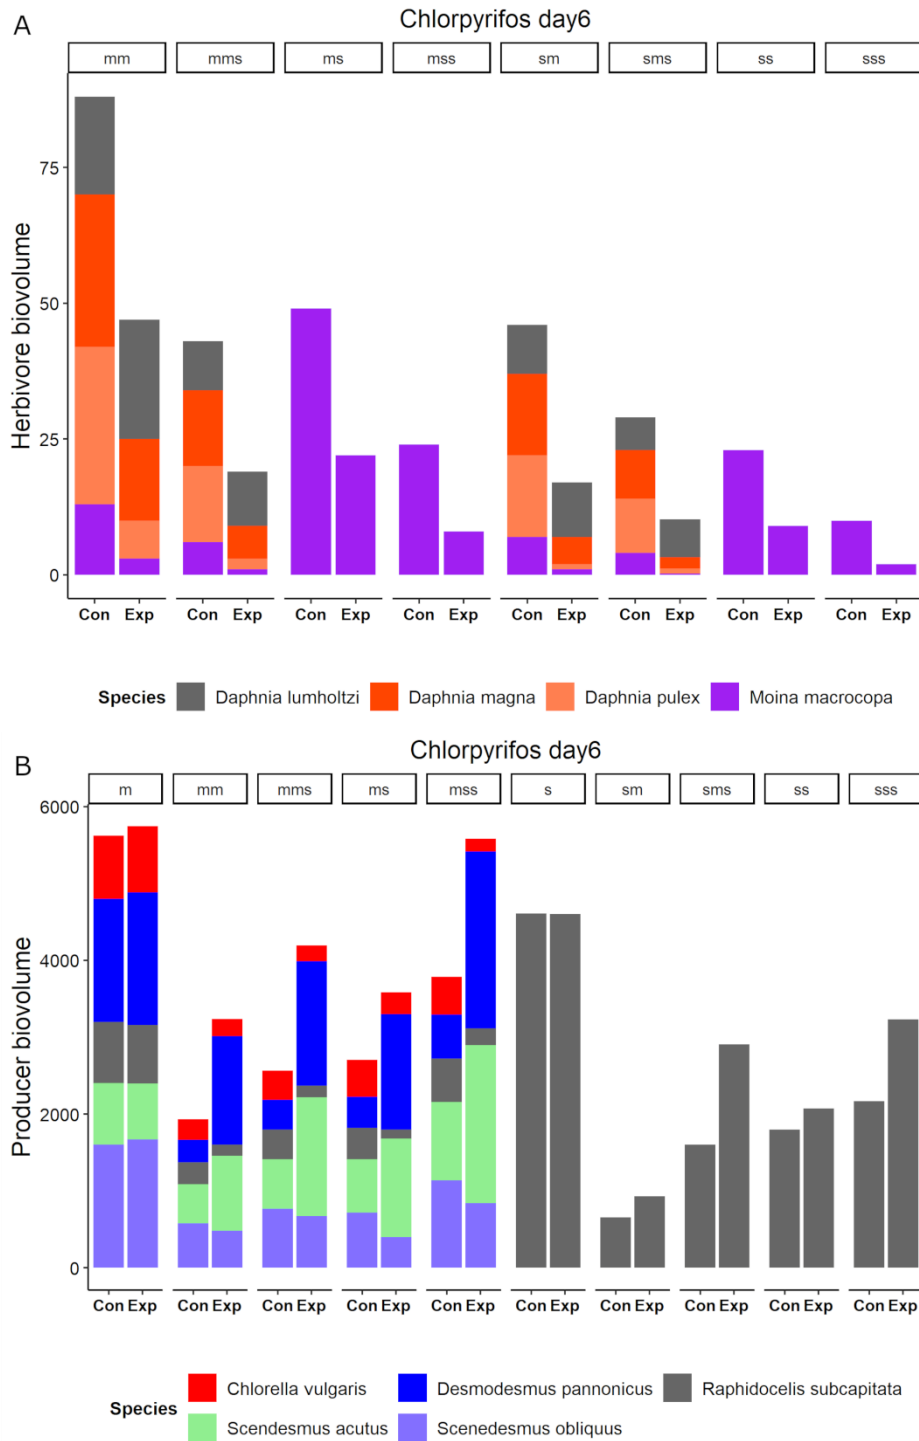 A
Chlorpyrifos day6
mm mms ms mss sm sms ss sss
Herbivore biovolume
75
50
25
0
Con Exp Con Exp Con Exp Con Exp Con Exp Con Exp Con Exp Con Exp
Species Daphnia lumholtzi Daphnia magna Daphnia pulex Moina macrocopa
B
Chlorpyrifos day6
m mm mms ms mss s sm sms ss sss
Producer biovolume
6000
4000
2000
0
Con Exp Con Exp Con Exp Con Exp Con Exp Con Exp Con Exp Con Exp Con Exp Con Exp
Species
Chlorella vulgaris Desmodesmus pannonicus Raphidocelis subcapitata
Scendesmus acutus Scenedesmus obliquus